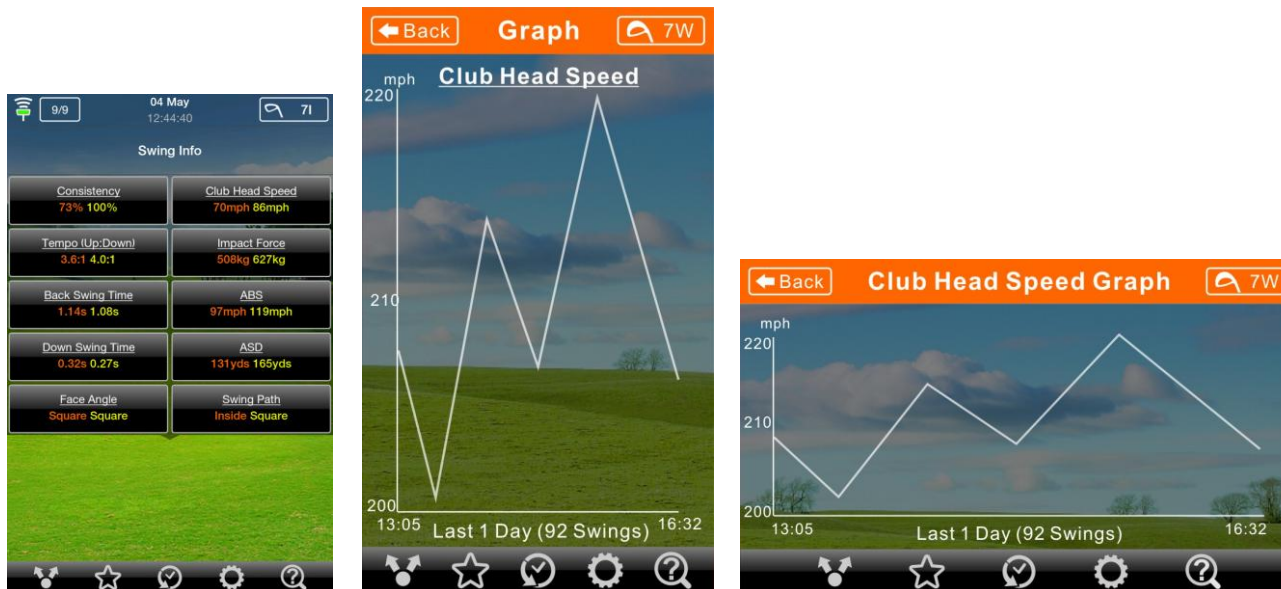 9/9
04 May
12:44:40
7I
Swing Info
Consistency
73% 100%
Club Head Speed
70mph 86mph
Tempo (Up:Down)
3.6:1 4.0:1
Impact Force
508kg 627kg
Back Swing Time
1.14s 1.08s
ABS
97mph 119mph
Down Swing Time
0.32s 0.27s
ASD
131yds 165yds
Face Angle
Square Square
Swing Path
Inside Square
Back
Graph
7W
mph
Club Head Speed
220
210
200
13:05
Last 1 Day (92 Swings)
16:32
Back
Club Head Speed Graph
7W
mph
220
210
200
13:05
Last 1 Day (92 Swings)
16:32